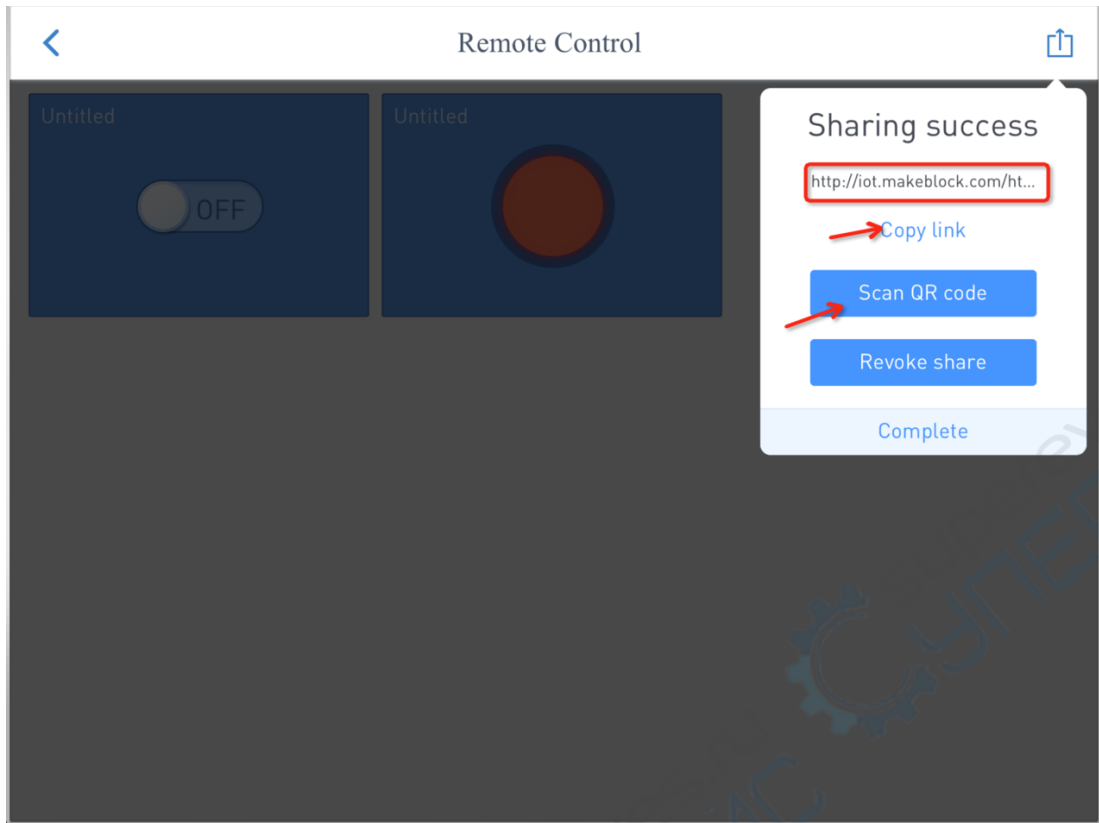 Remote Control
Untitled
OFF
Untitled
Sharing success
http://iot.makeblock.com/ht...
Copy link
Scan QR code
Revoke share
Complete